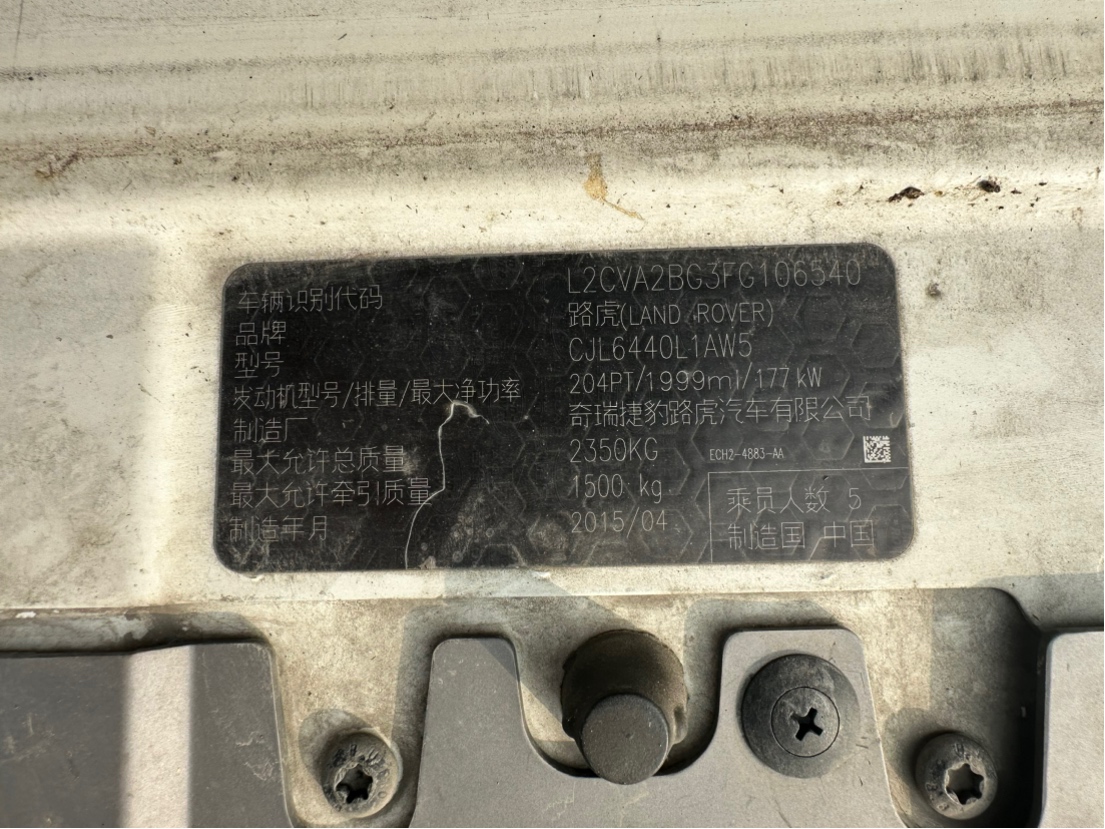 车辆识别代码 L2CVA2BG3FG106540
品牌 路虎(LAND ROVER)
型号 CJL6440L1AW5
发动机型号/排量/最大净功率 204PT/1999ml/177kW
制造厂 奇瑞捷豹路虎汽车有限公司
最大允许总质量 2350KG ECH2-4883-AA
最大允许牵引质量 1500 kg 乘员人数 5
制造年月 2015/04 制造国 中国